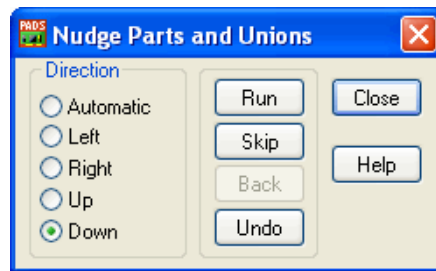 PADS
Nudge Parts and Unions
Direction
Automatic
Left
Right
Up
Down
Run
Skip
Back
Undo
Close
Help